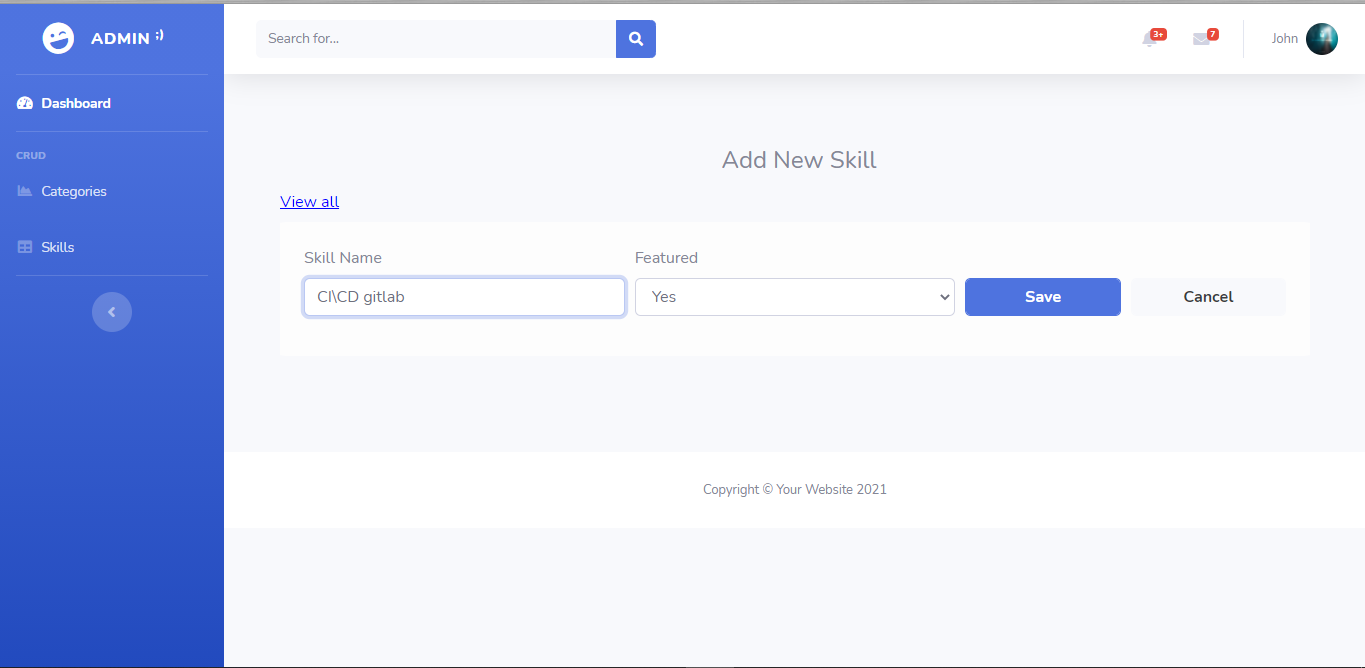 ADMIN ;)
Search for...
3+
7
John
Dashboard
CRUD
Categories
Skills
Add New Skill
View all
Skill Name
Featured
CI\CD gitlab
Yes
Save
Cancel
Copyright © Your Website 2021